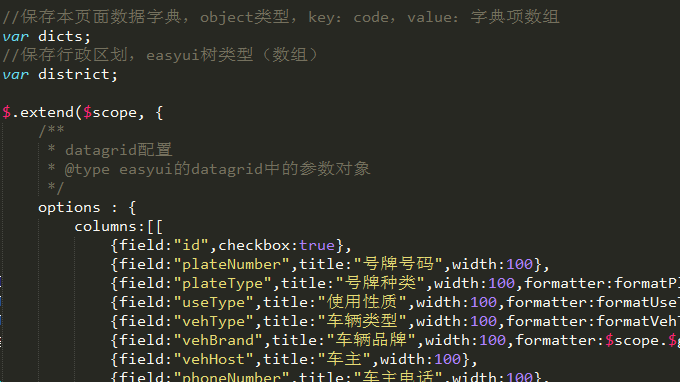 //保存本页面数据字典，object类型，key：code，value：字典项数组
var dicts;
//保存行政区划，easyui树类型（数组）
var district;
$.extend($scope, {
/**
* datagrid配置
* @type easyui的datagrid中的参数对象
*/
options : {
columns:[[
{field:"id",checkbox:true},
{field:"plateNumber",title:"号牌号码",width:100},
{field:"plateType",title:"号牌种类",width:100,formatter:formatPl
{field:"useType",title:"使用性质",width:100,formatter:formatUseT
{field:"vehType",title:"车辆类型",width:100,formatter:formatVehT
{field:"vehBrand",title:"车辆品牌",width:100,formatter:$scope.$g
{field:"vehHost",title:"车主",width:100},
{field:"phoneNumber",title:"车主电话",width:100},